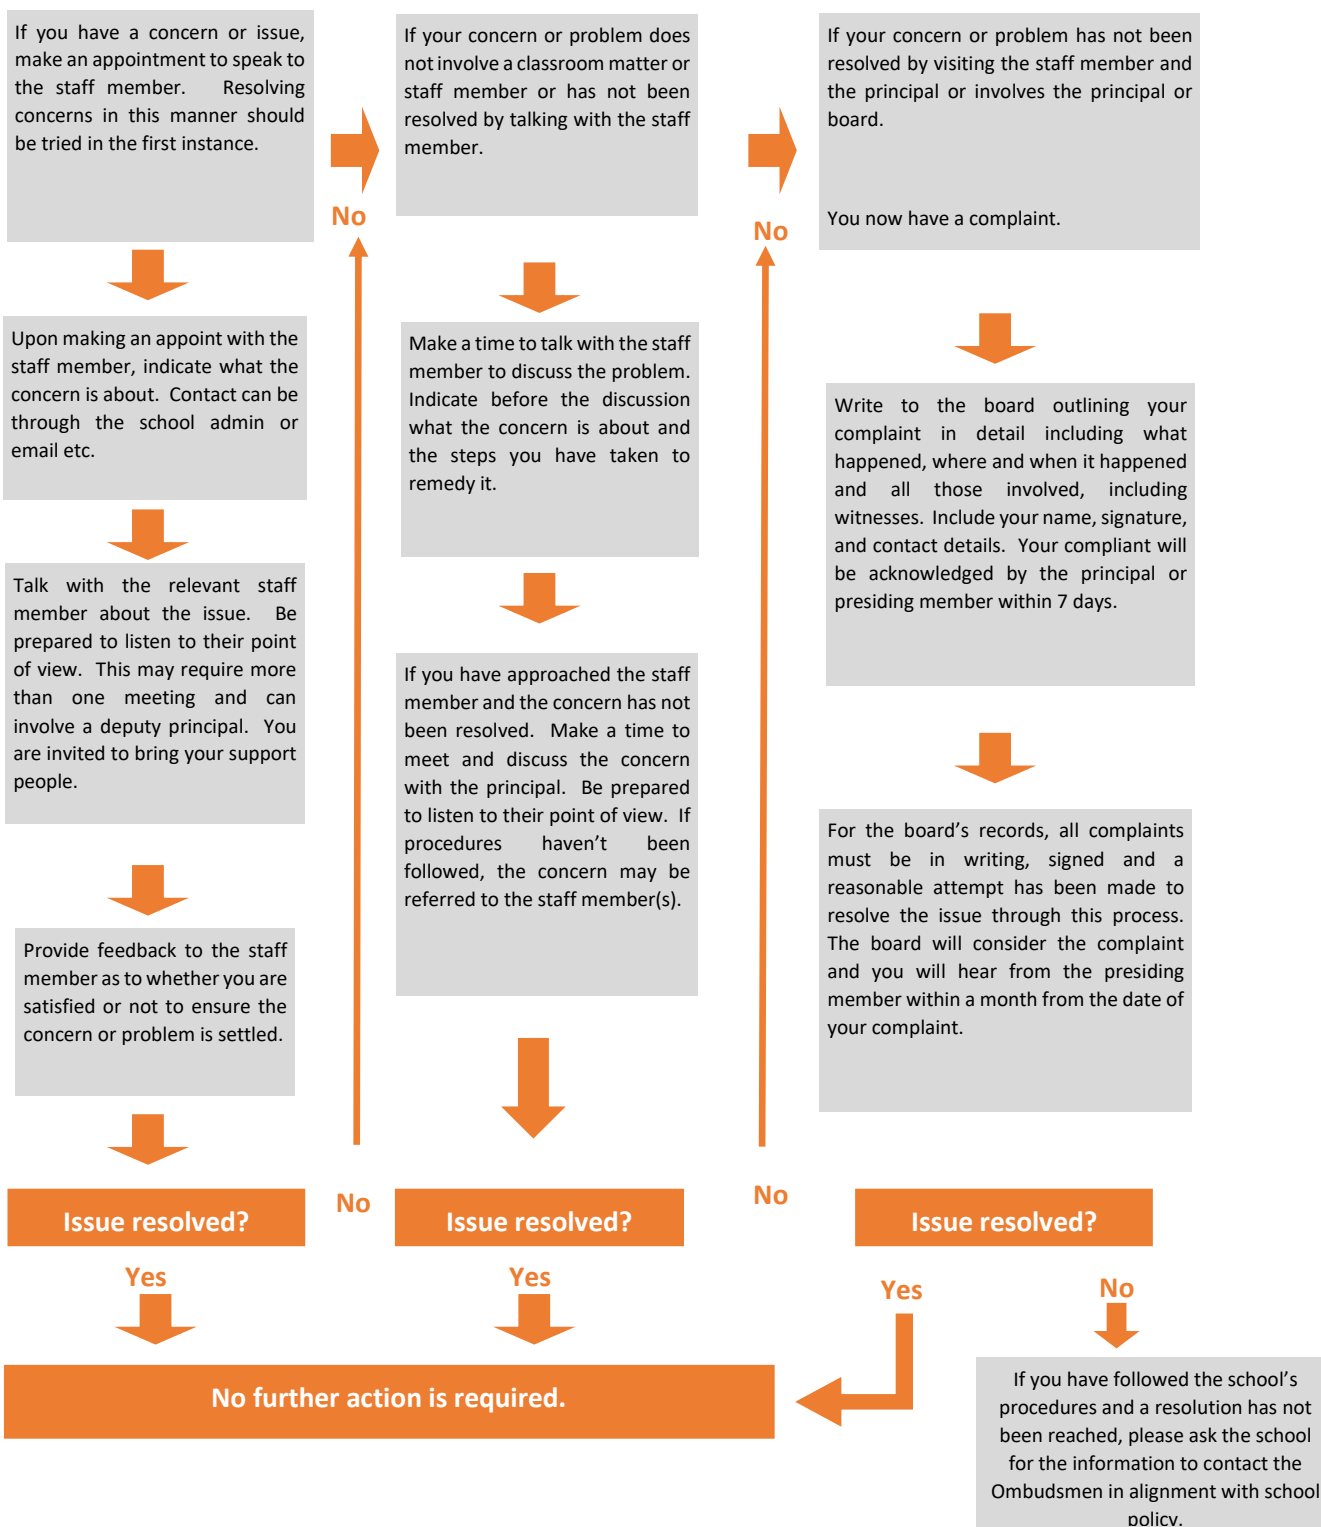 If you have a concern or issue,
make an appointment to speak to
the staff member. Resolving
concerns in this manner should
be tried in the first instance.
Upon making an appoint with the
staff member, indicate what the
concern is about. Contact can be
through the school admin or
email etc.
Talk with the relevant staff
member about the issue. Be
prepared to listen to their point
of view. This may require more
than one meeting and can
involve a deputy principal. You
are invited to bring your support
people.
Provide feedback to the staff
member as to whether you are
satisfied or not to ensure the
concern or problem is settled.
Issue resolved?
Yes
No
No
If your concern or problem does
not involve a classroom matter or
staff member or has not been
resolved by talking with the staff
member.
Make a time to talk with the staff
member to discuss the problem.
Indicate before the discussion
what the concern is about and
the steps you have taken to
remedy it.
If you have approached the staff
member and the concern has not
been resolved. Make a time to
meet and discuss the concern
with the principal. Be prepared
to listen to their point of view. If
procedures haven’t been
followed, the concern may be
referred to the staff member(s).
Issue resolved?
Yes
No
No
If your concern or problem has not been
resolved by visiting the staff member and
the principal or involves the principal or
board.
You now have a complaint.
Write to the board outlining your
complaint in detail including what
happened, where and when it happened
and all those involved, including
witnesses. Include your name, signature,
and contact details. Your compliant will
be acknowledged by the principal or
presiding member within 7 days.
For the board’s records, all complaints
must be in writing, signed and a
reasonable attempt has been made to
resolve the issue through this process.
The board will consider the complaint
and you will hear from the presiding
member within a month from the date of
your complaint.
Issue resolved?
Yes
No
No further action is required.
If you have followed the school’s
procedures and a resolution has not
been reached, please ask the school
for the information to contact the
Ombudsmen in alignment with school
policy.